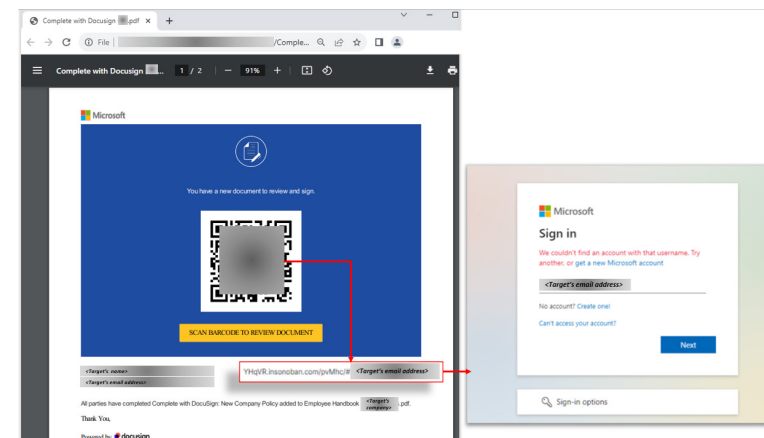 Complete with Docusign .pdf
File /Comple...
Complete with Docusign ... 1 / 2 91%
Microsoft
You have a new document to review and sign.
SCAN BARCODE TO REVIEW DOCUMENT
<Target's name>
<Target's email address>
YHqVR.insonoban.com/pvMhc/# <Target's email address>
All parties have completed Complete with DocuSign: New Company Policy added to Employee Handbook <Target's company> .pdf.
Thank You,
Powered by docusign
Microsoft
Sign in
We couldn't find an account with that username. Try
another, or get a new Microsoft account
<Target's email address>
No account? Create one!
Can't access your account?
Next
Sign-in options